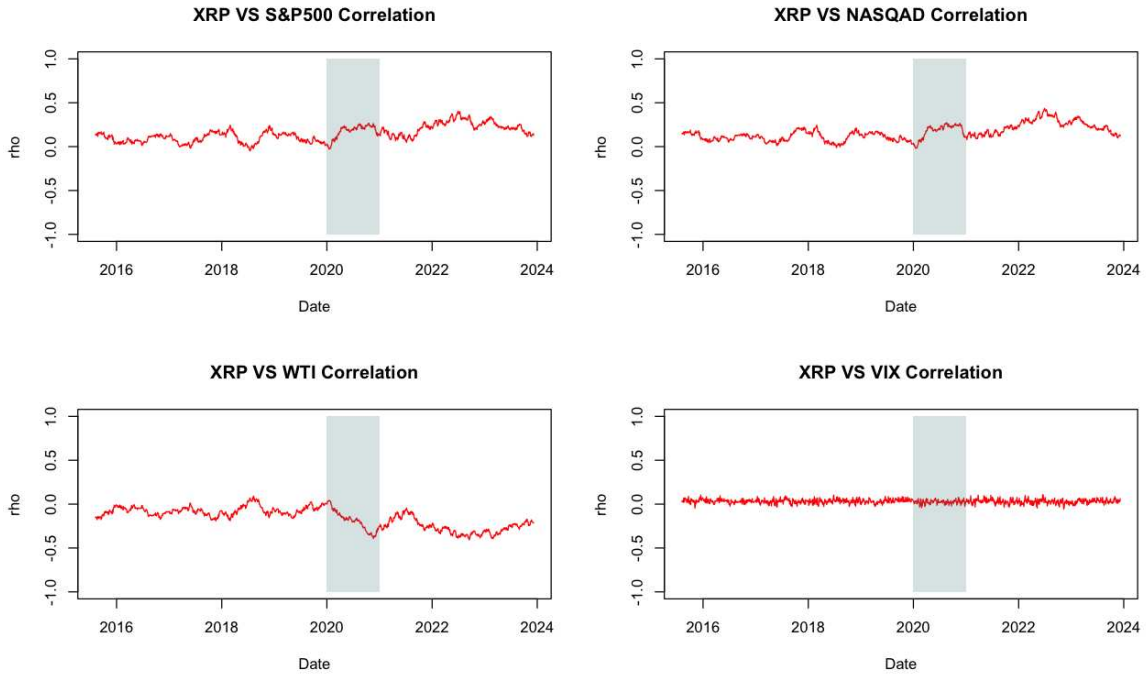 XRP VS S&P500 Correlation
1.0
0.5
0.0
-0.5
-1.0
rho
2016 2018 2020 2022 2024
Date
XRP VS NASQAD Correlation
1.0
0.5
0.0
-0.5
-1.0
rho
2016 2018 2020 2022 2024
Date
XRP VS WTI Correlation
1.0
0.5
0.0
-0.5
-1.0
rho
2016 2018 2020 2022 2024
Date
XRP VS VIX Correlation
1.0
0.5
0.0
-0.5
-1.0
rho
2016 2018 2020 2022 2024
Date